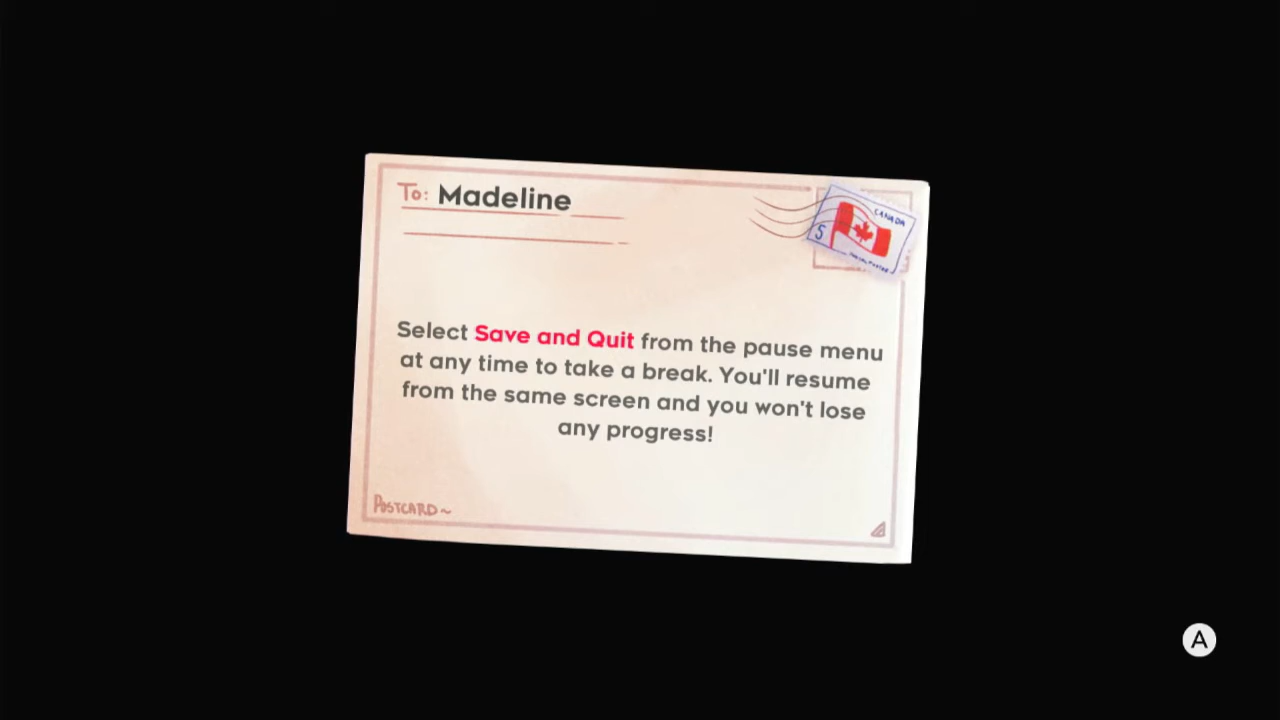 To: Madeline
CANADA
5
Select Save and Quit from the pause menu
at any time to take a break. You'll resume
from the same screen and you won't lose
any progress!
POSTCARD~
A